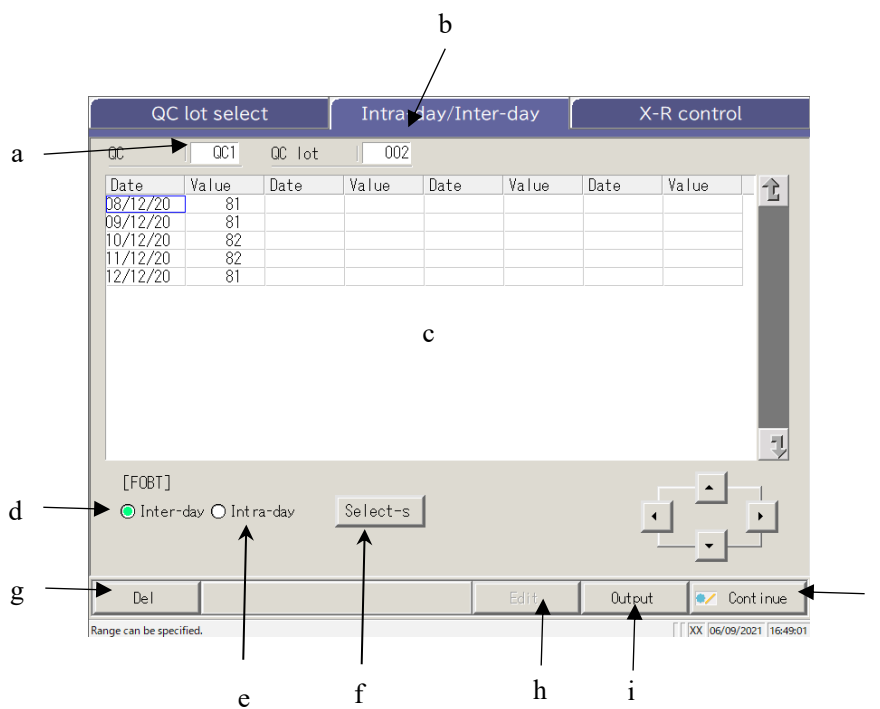 b
QC lot select Intra-day/Inter-day X-R control
a
QC QC1 QC lot 002
Date Value Date Value Date Value Date Value
08/12/20 81
09/12/20 81
10/12/20 82
11/12/20 82
12/12/20 81
c
[FOBT]
d
Inter-day Intra-day Select-s
g
Del Edit Output Continue
Range can be specified. XX 06/09/2021 16:49:01
e f h i